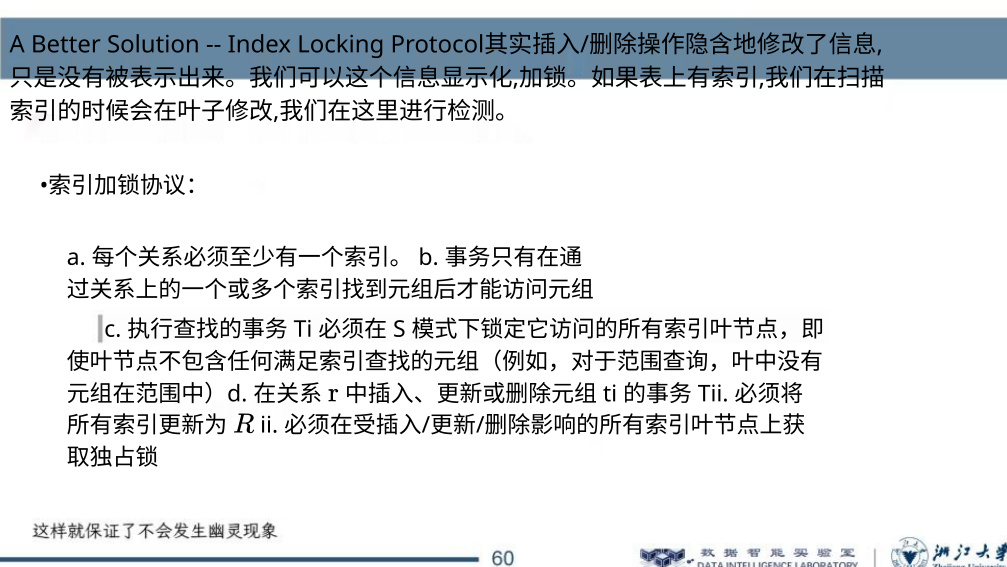 A Better Solution -- Index Locking Protocol其实插入/删除操作隐含地修改了信息,
只是没有被表示出来。我们可以这个信息显示化,加锁。如果表上有索引,我们在扫描
索引的时候会在叶子修改,我们在这里进行检测。
•索引加锁协议：
a. 每个关系必须至少有一个索引。 b. 事务只有在通
过关系上的一个或多个索引找到元组后才能访问元组
c. 执行查找的事务 Ti 必须在 S 模式下锁定它访问的所有索引叶节点，即
使叶节点不包含任何满足索引查找的元组（例如，对于范围查询，叶中没有
元组在范围中）d. 在关系 r 中插入、更新或删除元组 ti 的事务 Tii. 必须将
所有索引更新为 R ii. 必须在受插入/更新/删除影响的所有索引叶节点上获
取独占锁
这样就保证了不会发生幽灵现象
60
数据智能实验室
DATA INTELLIGENCE LABORATORY
浙江大学